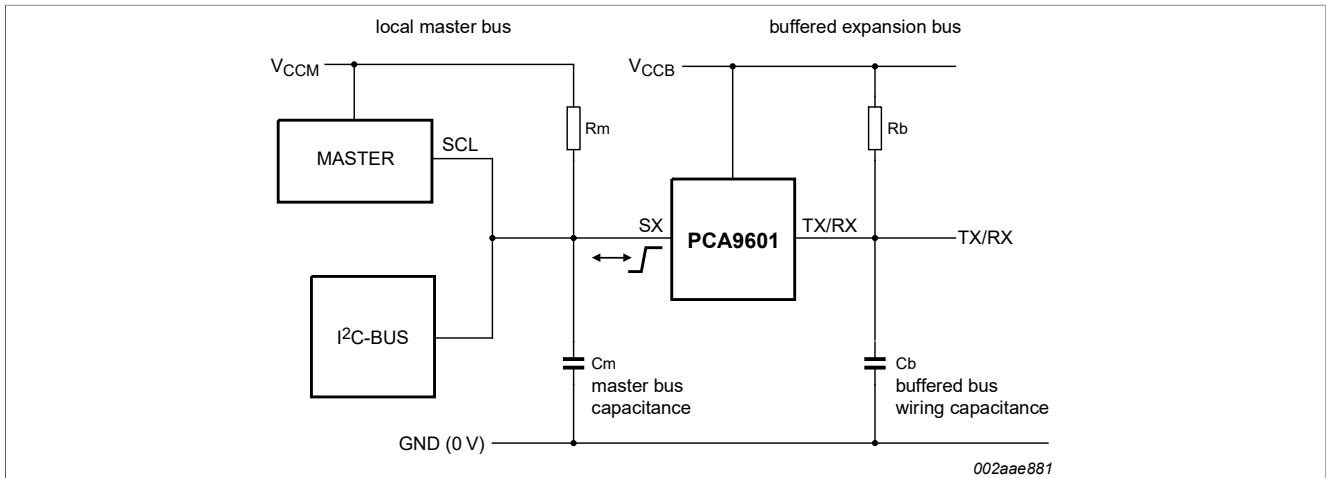 local master bus
buffered expansion bus
VCCM
VCCB
Rm
Rb
MASTER
SCL
SX
PCA9601
TX/RX
TX/RX
I2C-BUS
Cm
master bus
capacitance
Cb
buffered bus
wiring capacitance
GND (0 V)
002aae881